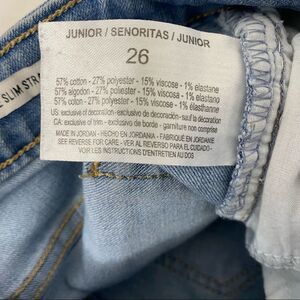 JUNIOR / SENORITAS / JUNIOR
26
57% cotton - 27% polyester - 15% viscose - 1% elastane
57% algodon - 27% polyester - 15% viscosa - 1% elastano
57% coton - 27% polyester - 15% viscose - 1% élasthanne
US: exclusive of decoration - exclusivo de decoración - sauf la décoration
CA: exclusive of trim - exclusivo de borde - garniture non comprise
MADE IN JORDAN - HECHO EN JORDANIA - FABRIQUÉ EN JORDANIE
SEE REVERSE FOR CARE - VER AL REVERSO PARA EL CUIDADO -
VOIR LES INSTRUCTIONS D'ENTRETIEN AU DOS
SLIM STRA